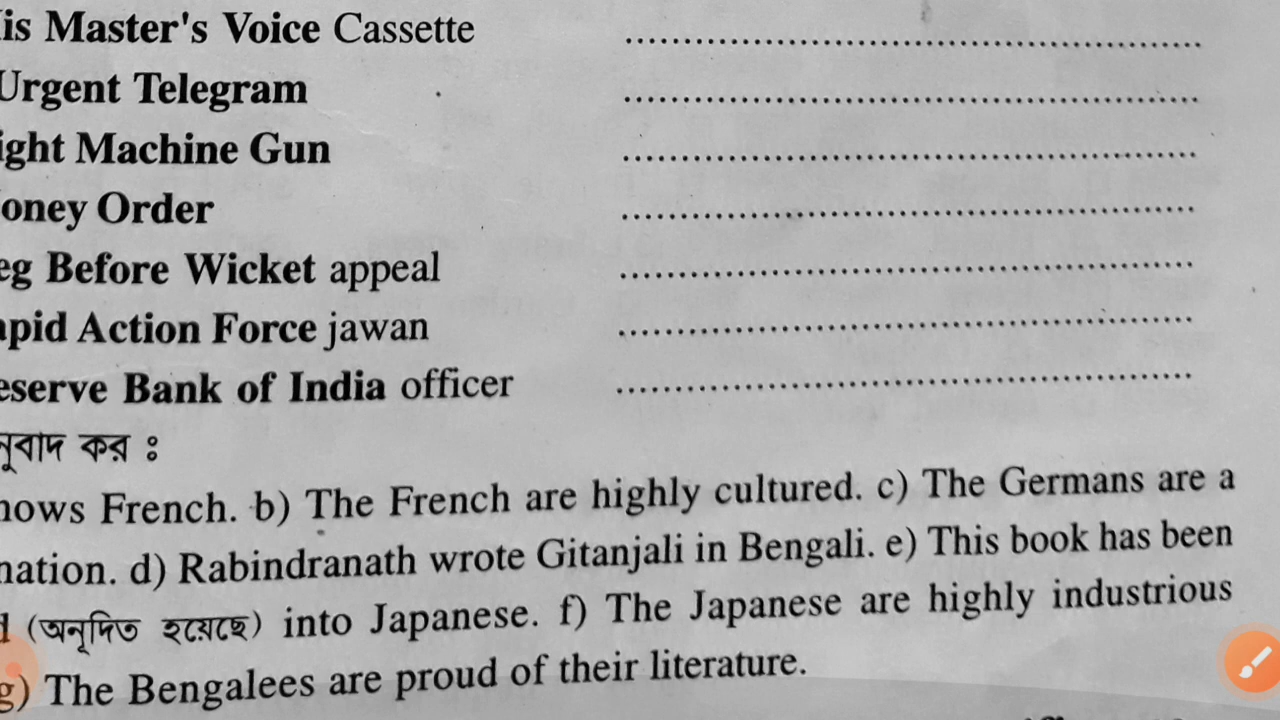 is Master's Voice Cassette ..........................................................
Urgent Telegram ..........................................................
ight Machine Gun ..........................................................
oney Order ..........................................................
eg Before Wicket appeal ..........................................................
apid Action Force jawan ..........................................................
eserve Bank of India officer ..........................................................
নুবাদ কর ঃ
nows French. b) The French are highly cultured. c) The Germans are a
nation. d) Rabindranath wrote Gitanjali in Bengali. e) This book has been
d (অনূদিত হয়েছে) into Japanese. f) The Japanese are highly industrious
g) The Bengalees are proud of their literature.